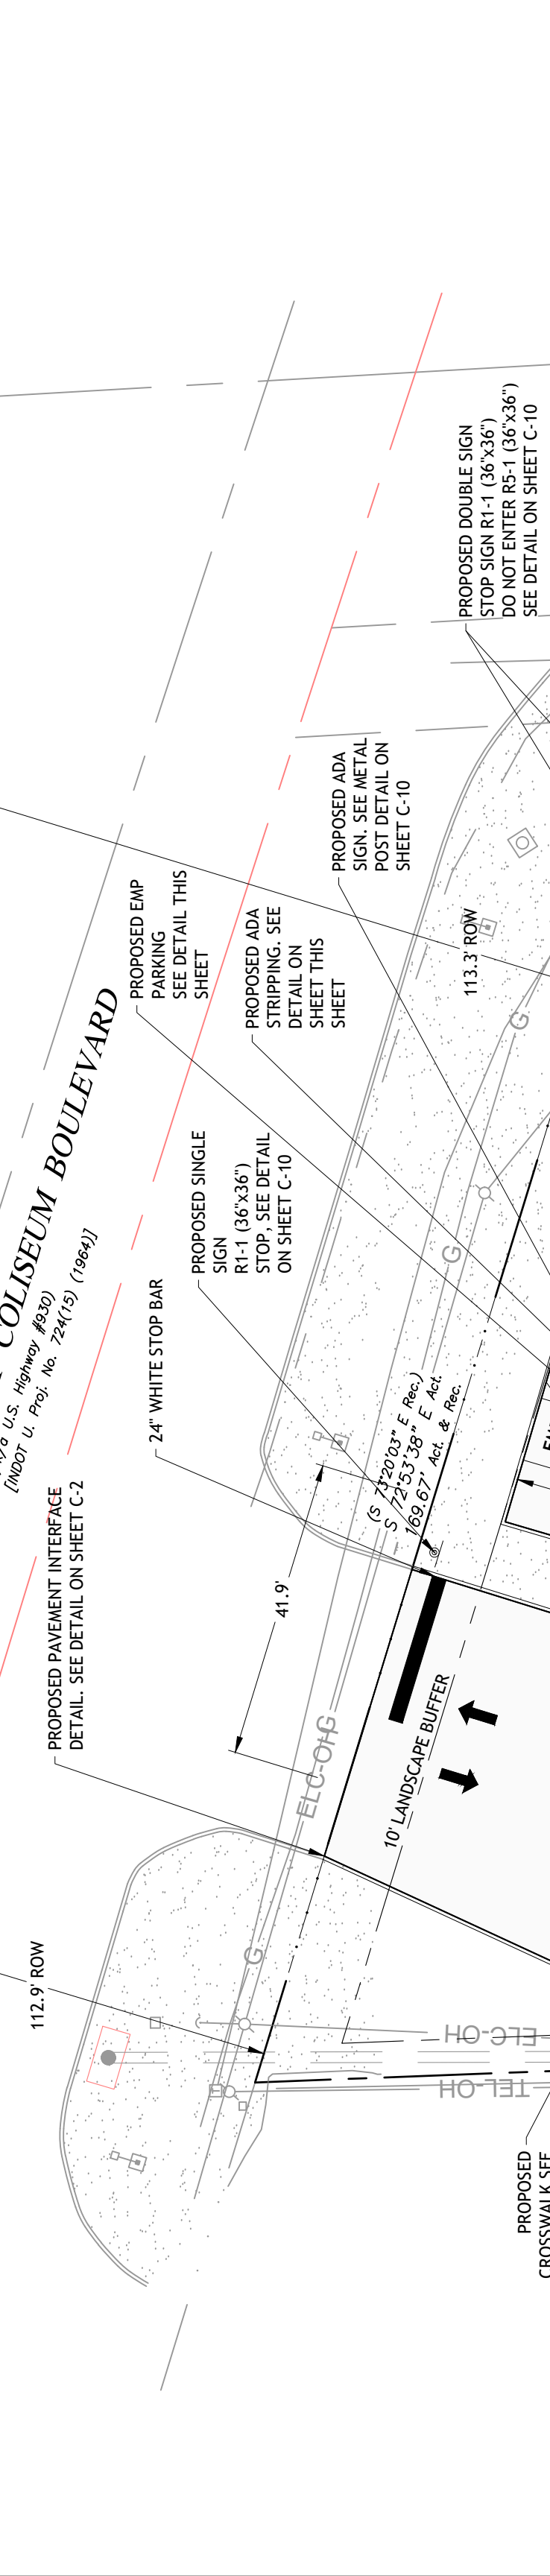 COLISEUM BOULEVARD
a U.S. Highway #930)
[INDOT U. Proj. No. 724(15) (1964)]
PROPOSED PAVEMENT INTERFACE
DETAIL. SEE DETAIL ON SHEET C-2
112.9' ROW
24" WHITE STOP BAR
PROPOSED EMP
PARKING
SEE DETAIL THIS
SHEET
PROPOSED SINGLE
SIGN
R1-1 (36"x36")
STOP, SEE DETAIL
ON SHEET C-10
PROPOSED ADA
STRIPPING. SEE
DETAIL ON
SHEET THIS
SHEET
PROPOSED ADA
SIGN. SEE METAL
POST DETAIL ON
SHEET C-10
PROPOSED DOUBLE SIGN
STOP SIGN R1-1 (36"x36")
DO NOT ENTER R5-1 (36"x36")
SEE DETAIL ON SHEET C-10
113.3' ROW
41.9'
(S 73°20'03" E Rec.)
S 72°53'38" E Act.
169.67' Act. & Rec.
10' LANDSCAPE BUFFER
G
ELC-OH
G
G
G
ELC-OH
TEL-OH
PROPOSED
CROSSWALK SEE